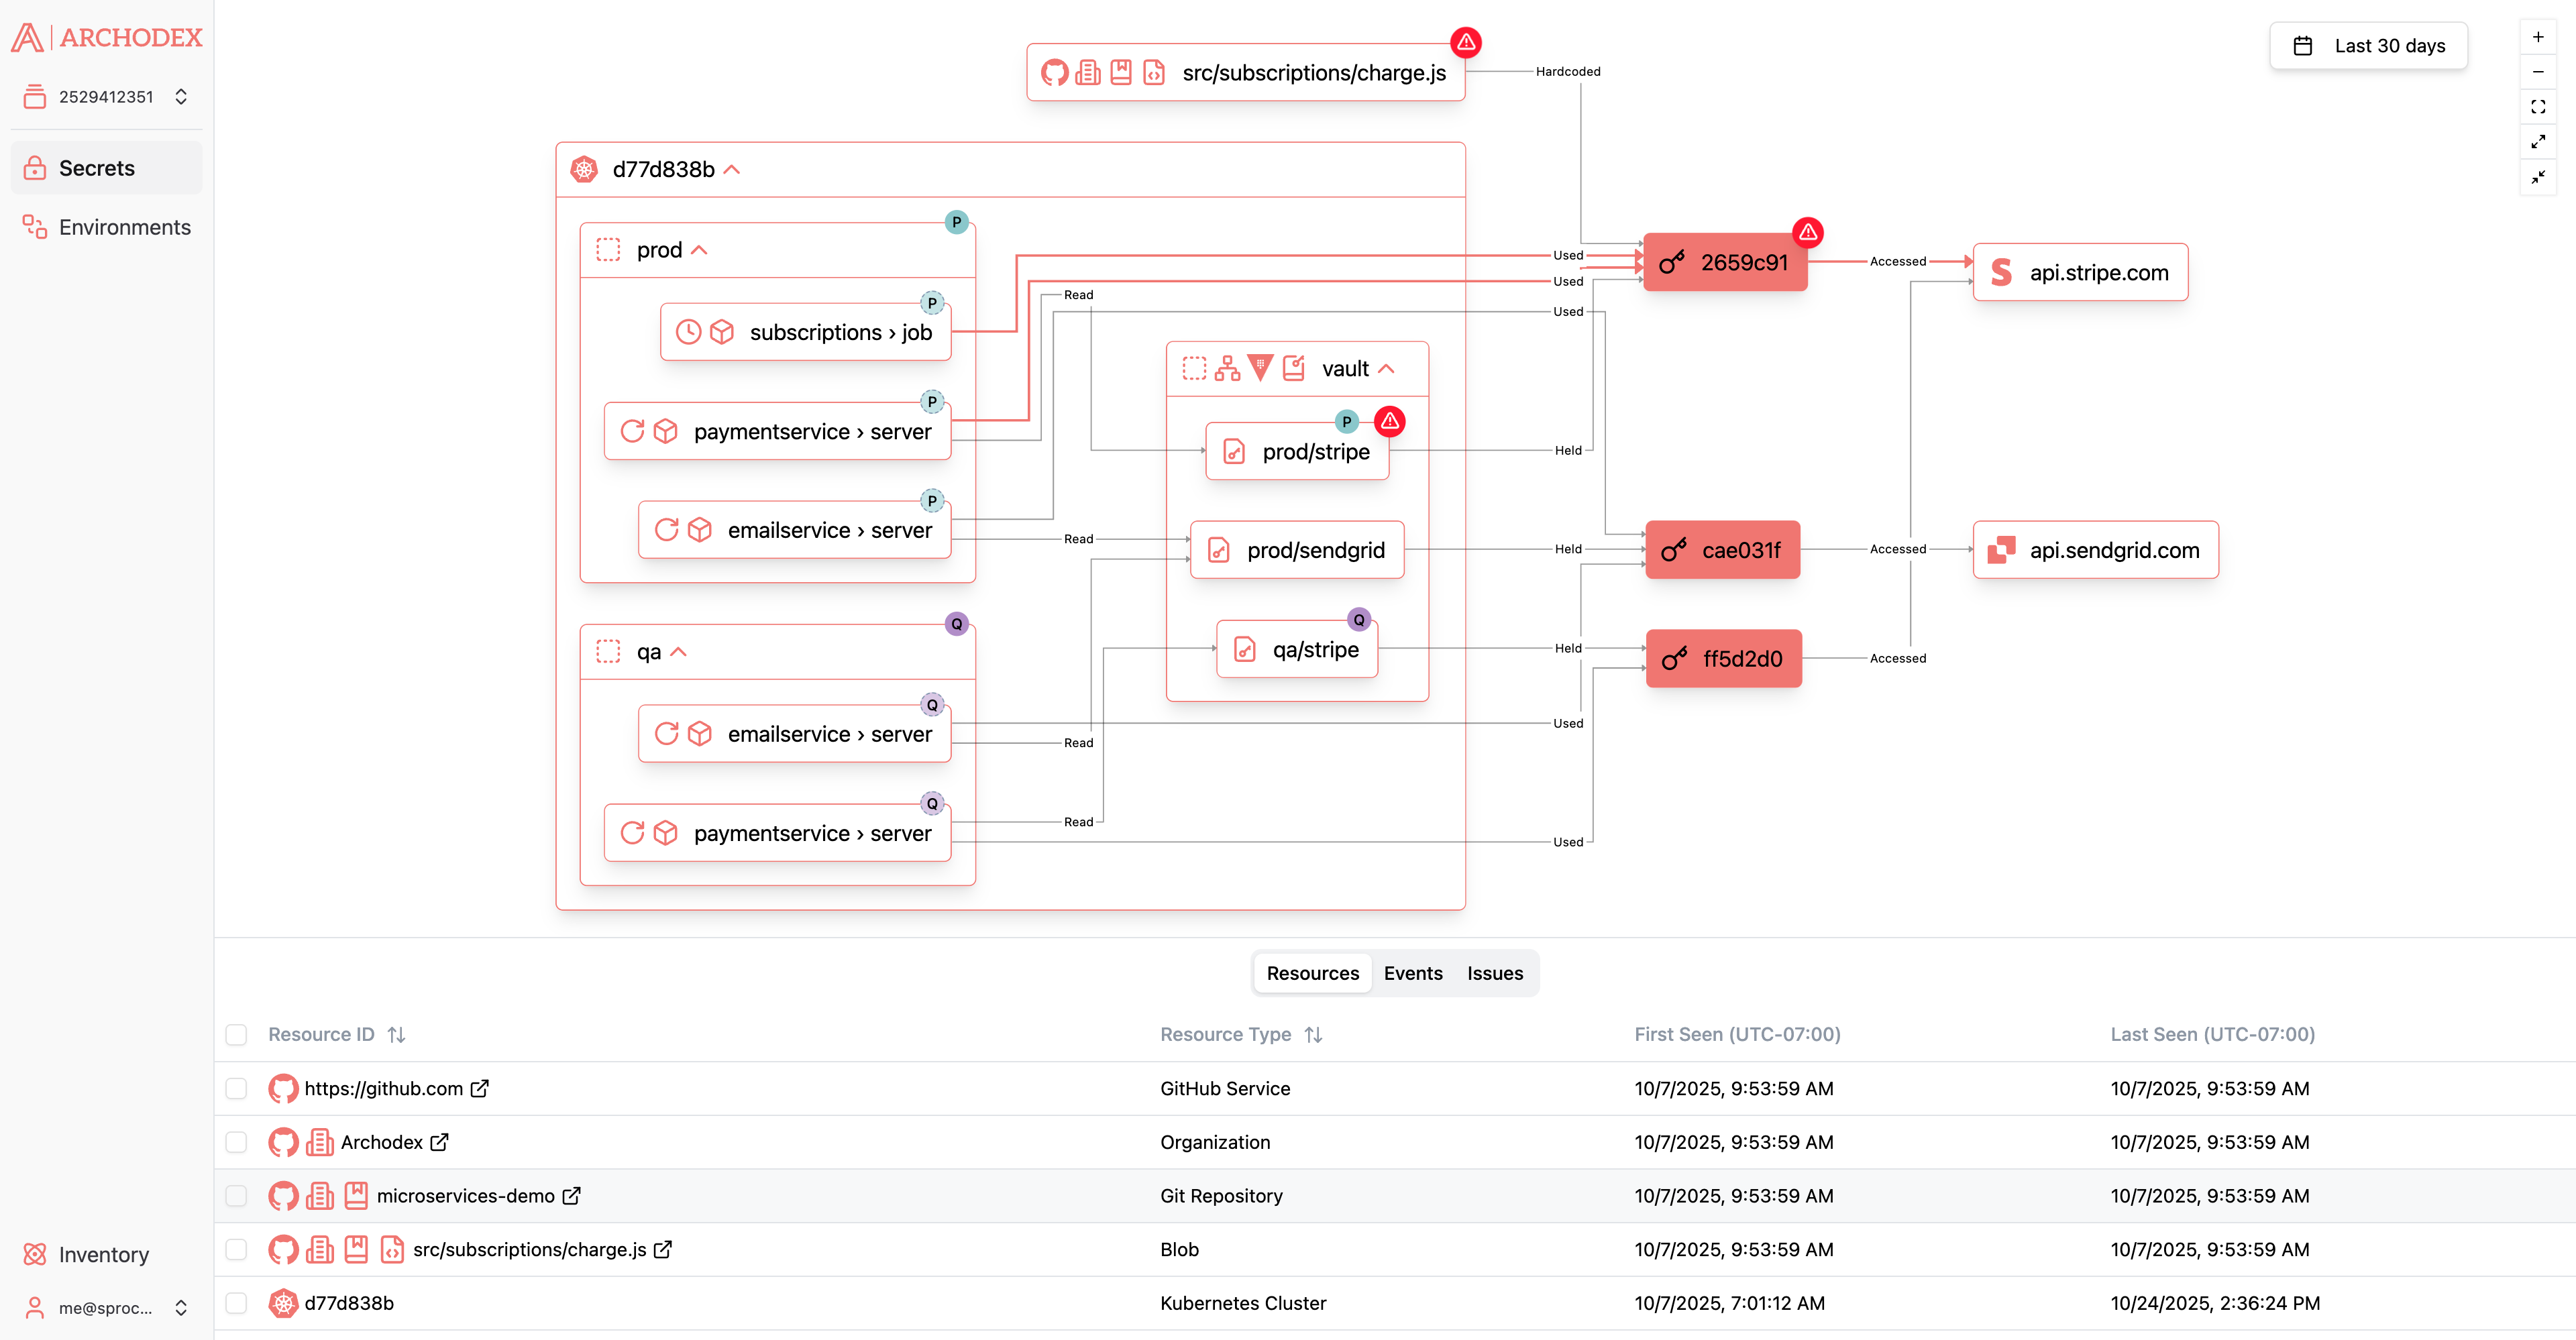 ARCHODEX
2529412351
Secrets
Environments
Inventory
me@sproc...
Last 30 days
src/subscriptions/charge.js
Hardcoded
d77d838b
P
prod
P
subscriptions › job
P
paymentservice › server
P
emailservice › server
Q
qa
Q
emailservice › server
Q
paymentservice › server
Read
Read
Read
Read
vault
P
prod/stripe
prod/sendgrid
Q
qa/stripe
Used
Used
Used
Held
Held
Held
Used
Used
2659c91
cae031f
ff5d2d0
Accessed
Accessed
Accessed
api.stripe.com
api.sendgrid.com
Resources Events Issues
Resource ID Resource Type First Seen (UTC-07:00) Last Seen (UTC-07:00)
https://github.com GitHub Service 10/7/2025, 9:53:59 AM 10/7/2025, 9:53:59 AM
Archodex Organization 10/7/2025, 9:53:59 AM 10/7/2025, 9:53:59 AM
microservices-demo Git Repository 10/7/2025, 9:53:59 AM 10/7/2025, 9:53:59 AM
src/subscriptions/charge.js Blob 10/7/2025, 9:53:59 AM 10/7/2025, 9:53:59 AM
d77d838b Kubernetes Cluster 10/7/2025, 7:01:12 AM 10/24/2025, 2:36:24 PM